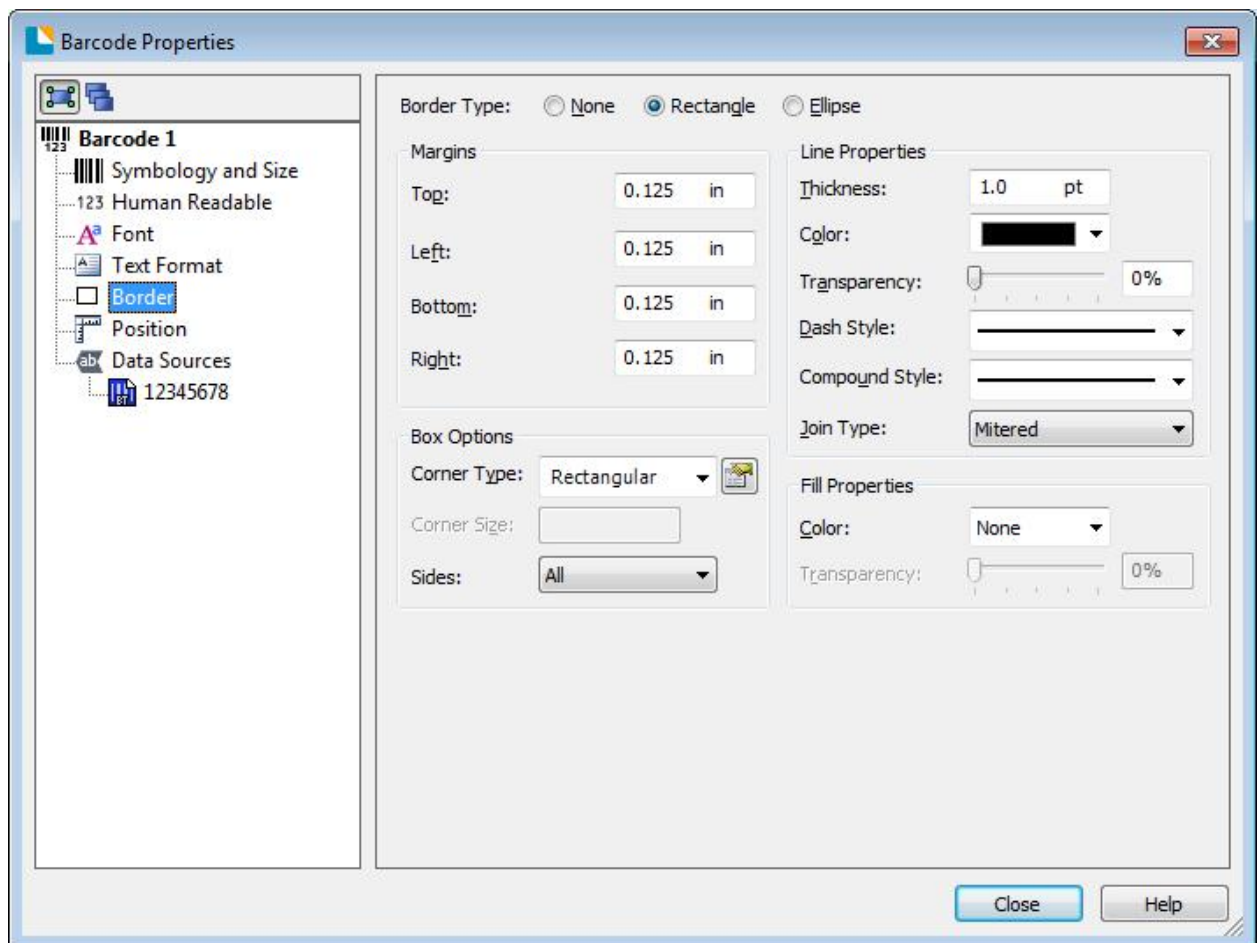 Barcode Properties
Barcode 1
Symbology and Size
123 Human Readable
Font
Text Format
Border
Position
Data Sources
12345678
Border Type: None Rectangle Ellipse
Margins
Top: 0.125 in
Left: 0.125 in
Bottom: 0.125 in
Right: 0.125 in
Box Options
Corner Type: Rectangular
Corner Size:
Sides: All
Line Properties
Thickness: 1.0 pt
Color:
Transparency: 0%
Dash Style:
Compound Style:
Join Type: Mitered
Fill Properties
Color: None
Transparency: 0%
Close Help